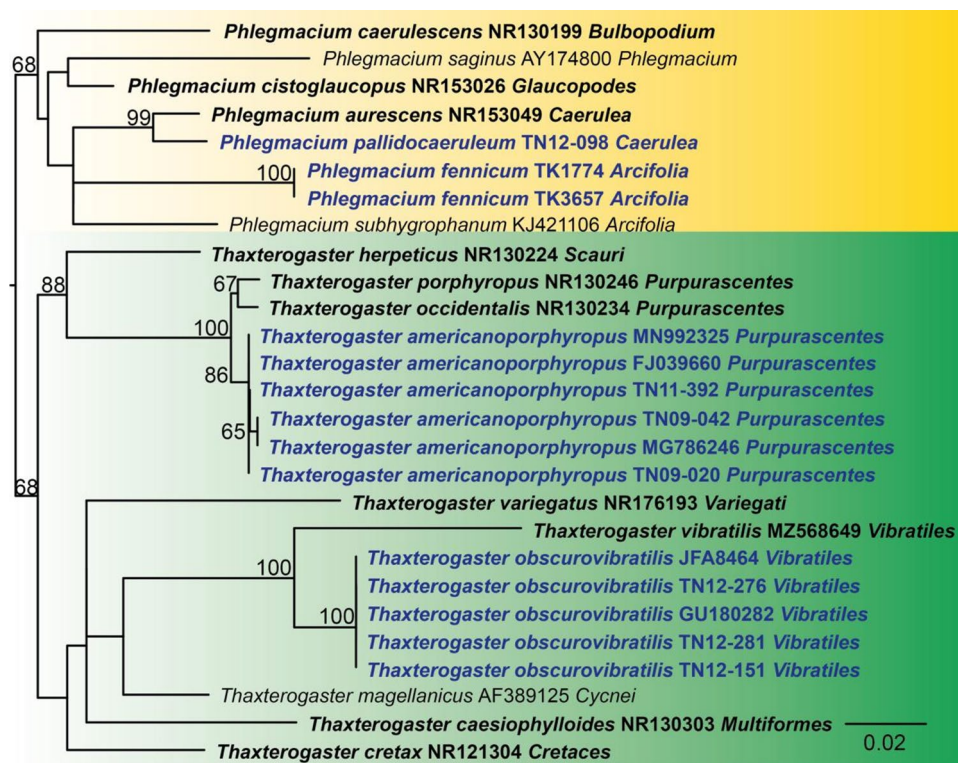 Phlegmacium caerulescens NR130199 Bulbopodium
68
Phlegmacium saginus AY174800 Phlegmacium
Phlegmacium cistoglaucopus NR153026 Glaucopodes
99
Phlegmacium aurescens NR153049 Caerulea
Phlegmacium pallidocaeruleum TN12-098 Caerulea
100
Phlegmacium fennicum TK1774 Arcifolia
Phlegmacium fennicum TK3657 Arcifolia
Phlegmacium subhygrophanum KJ421106 Arcifolia
Thaxterogaster herpeticus NR130224 Scauri
88
67
Thaxterogaster porphyropus NR130246 Purpurascentes
Thaxterogaster occidentalis NR130234 Purpurascentes
100
Thaxterogaster americanoporphyropus MN992325 Purpurascentes
Thaxterogaster americanoporphyropus FJ039660 Purpurascentes
86
Thaxterogaster americanoporphyropus TN11-392 Purpurascentes
Thaxterogaster americanoporphyropus TN09-042 Purpurascentes
65
Thaxterogaster americanoporphyropus MG786246 Purpurascentes
Thaxterogaster americanoporphyropus TN09-020 Purpurascentes
68
Thaxterogaster variegatus NR176193 Variegati
Thaxterogaster vibratilis MZ568649 Vibratiles
100
Thaxterogaster obscurovibratilis JFA8464 Vibratiles
Thaxterogaster obscurovibratilis TN12-276 Vibratiles
100
Thaxterogaster obscurovibratilis GU180282 Vibratiles
Thaxterogaster obscurovibratilis TN12-281 Vibratiles
Thaxterogaster obscurovibratilis TN12-151 Vibratiles
Thaxterogaster magellanicus AF389125 Cycnei
Thaxterogaster caesiophylloides NR130303 Multiformes
0.02
Thaxterogaster cretax NR121304 Cretaces